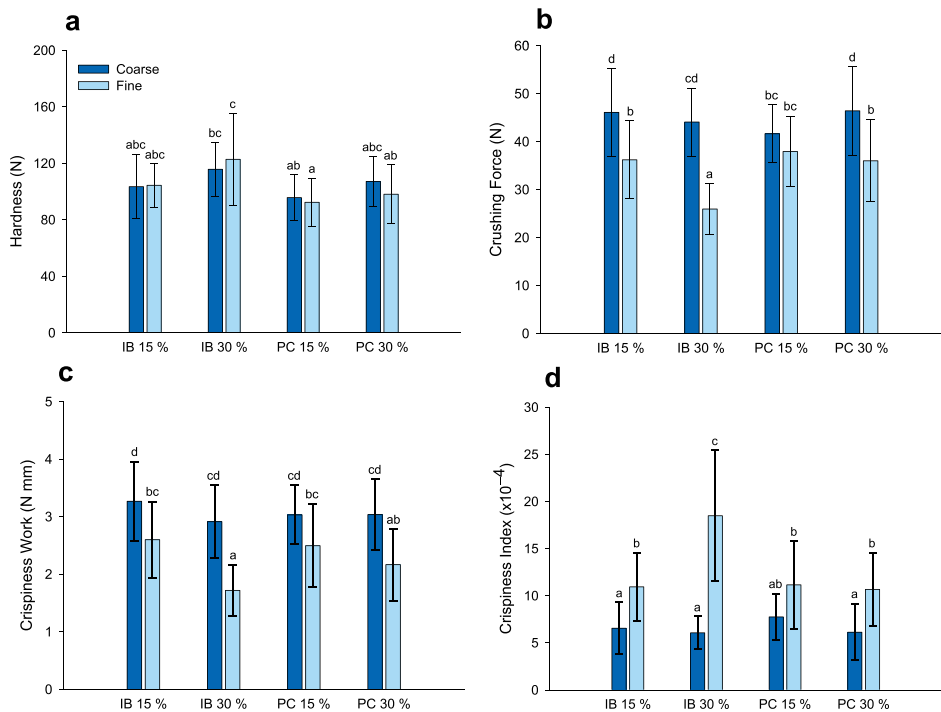 a
200
160
120
80
40
0
Hardness (N)
Coarse
Fine
abc abc bc c ab a abc ab
IB 15 % IB 30 % PC 15 % PC 30 %
b
60
50
40
30
20
10
0
Crushing Force (N)
d b cd a bc bc d b
IB 15 % IB 30 % PC 15 % PC 30 %
c
5
4
3
2
1
0
Crispiness Work (N mm)
d bc cd a cd bc cd ab
IB 15 % IB 30 % PC 15 % PC 30 %
d
30
25
20
15
10
5
0
Crispiness Index (x10⁻⁴)
a b a c ab b a b
IB 15 % IB 30 % PC 15 % PC 30 %